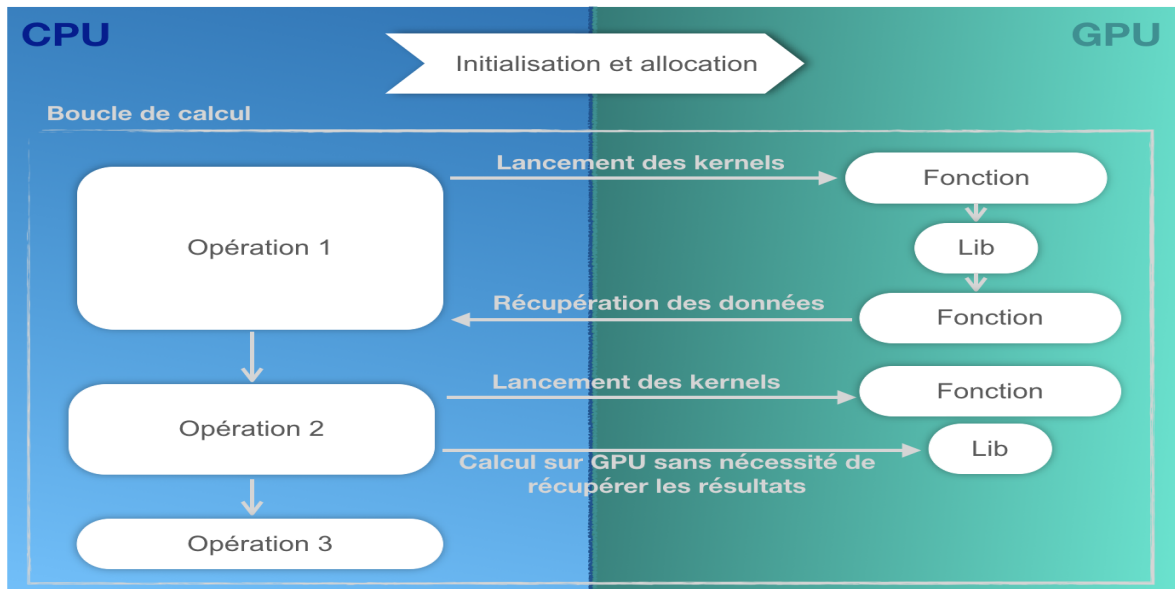 CPU
GPU
Initialisation et allocation
Boucle de calcul
Lancement des kernels
Fonction
Opération 1
Lib
Récupération des données
Fonction
Lancement des kernels
Fonction
Opération 2
Lib
Calcul sur GPU sans nécessité de
récupérer les résultats
Opération 3